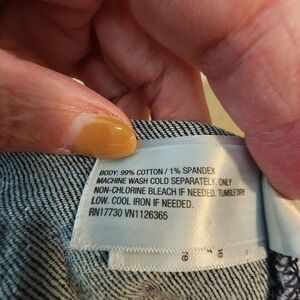 BODY: 99% COTTON / 1% SPANDEX
MACHINE WASH COLD SEPARATELY. ONLY
NON-CHLORINE BLEACH IF NEEDED. TUMBLE DRY
LOW. COOL IRON IF NEEDED.
RN17730 VN1126365